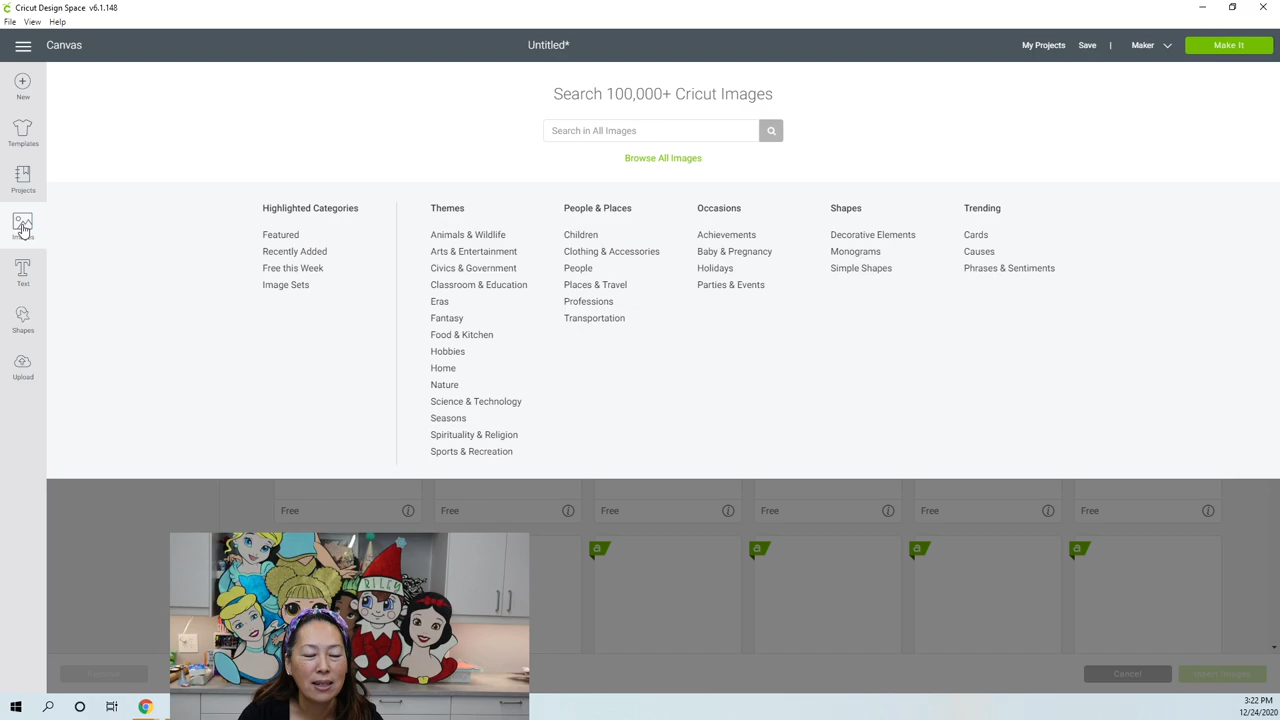 Cricut Design Space v6.1.148
File View Help
Canvas
Untitled*
My Projects Save | Maker Make It
New
Templates
Projects
Text
Shapes
Upload
Search 100,000+ Cricut Images
Search in All Images
Browse All Images
Highlighted Categories
Featured
Recently Added
Free this Week
Image Sets
Themes
Animals & Wildlife
Arts & Entertainment
Civics & Government
Classroom & Education
Eras
Fantasy
Food & Kitchen
Hobbies
Home
Nature
Science & Technology
Seasons
Spirituality & Religion
Sports & Recreation
People & Places
Children
Clothing & Accessories
People
Places & Travel
Professions
Transportation
Occasions
Achievements
Baby & Pregnancy
Holidays
Parties & Events
Shapes
Decorative Elements
Monograms
Simple Shapes
Trending
Cards
Causes
Phrases & Sentiments
Free Free Free Free Free Free
a a a a
RILEY
Cancel Insert Images
3:22 PM
12/24/2020